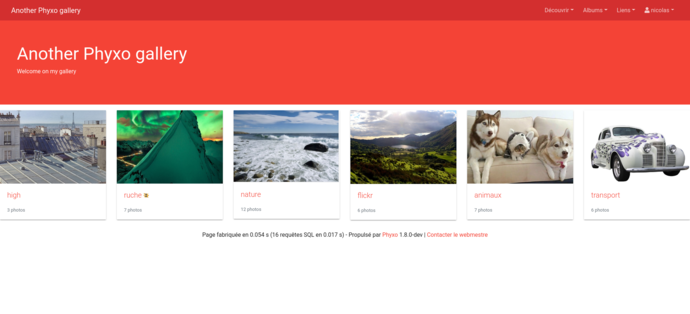 Another Phyxo gallery
Découvrir Albums Liens nicolas
Another Phyxo gallery
Welcome on my gallery
high
ruche
nature
flickr
animaux
transport
3 photos
7 photos
12 photos
6 photos
7 photos
6 photos
Page fabriquée en 0.054 s (16 requêtes SQL en 0.017 s) - Propulsé par Phyxo 1.8.0-dev | Contacter le webmestre